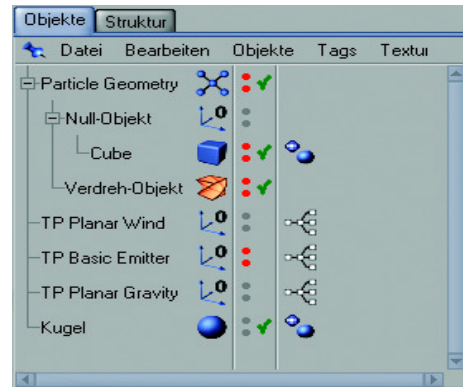 Objekte Struktur
Datei Bearbeiten Objekte Tags Textur
Particle Geometry
Null-Objekt
Cube
Verdreh-Objekt
TP Planar Wind
TP Basic Emitter
TP Planar Gravity
Kugel